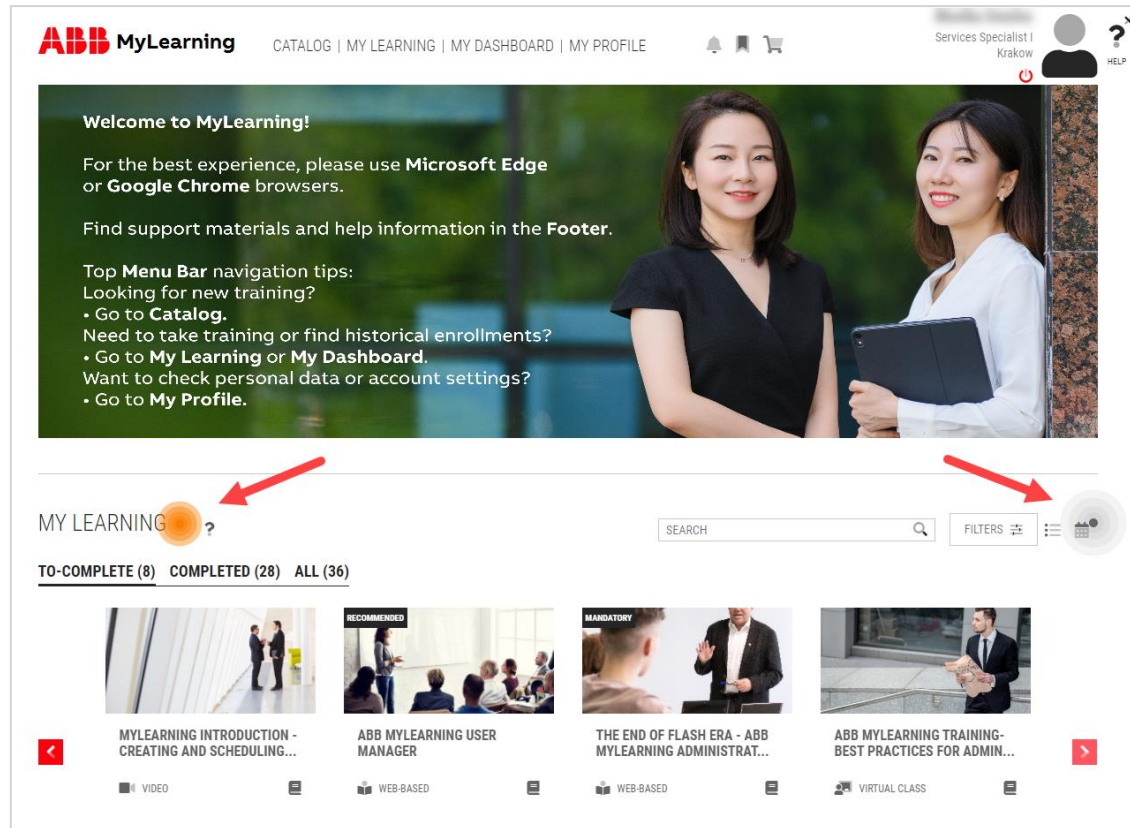 ABB MyLearning
CATALOG | MY LEARNING | MY DASHBOARD | MY PROFILE
Services Specialist I
Krakow
?
HELP
Welcome to MyLearning!
For the best experience, please use Microsoft Edge
or Google Chrome browsers.
Find support materials and help information in the Footer.
Top Menu Bar navigation tips:
Looking for new training?
• Go to Catalog.
Need to take training or find historical enrollments?
• Go to My Learning or My Dashboard.
Want to check personal data or account settings?
• Go to My Profile.
MY LEARNING ?
SEARCH
FILTERS
TO-COMPLETE (8) COMPLETED (28) ALL (36)
RECOMMENDED
MANDATORY
MYLEARNING INTRODUCTION -
CREATING AND SCHEDULING...
VIDEO
ABB MYLEARNING USER
MANAGER
WEB-BASED
THE END OF FLASH ERA - ABB
MYLEARNING ADMINISTRAT...
WEB-BASED
ABB MYLEARNING TRAINING-
BEST PRACTICES FOR ADMIN...
VIRTUAL CLASS